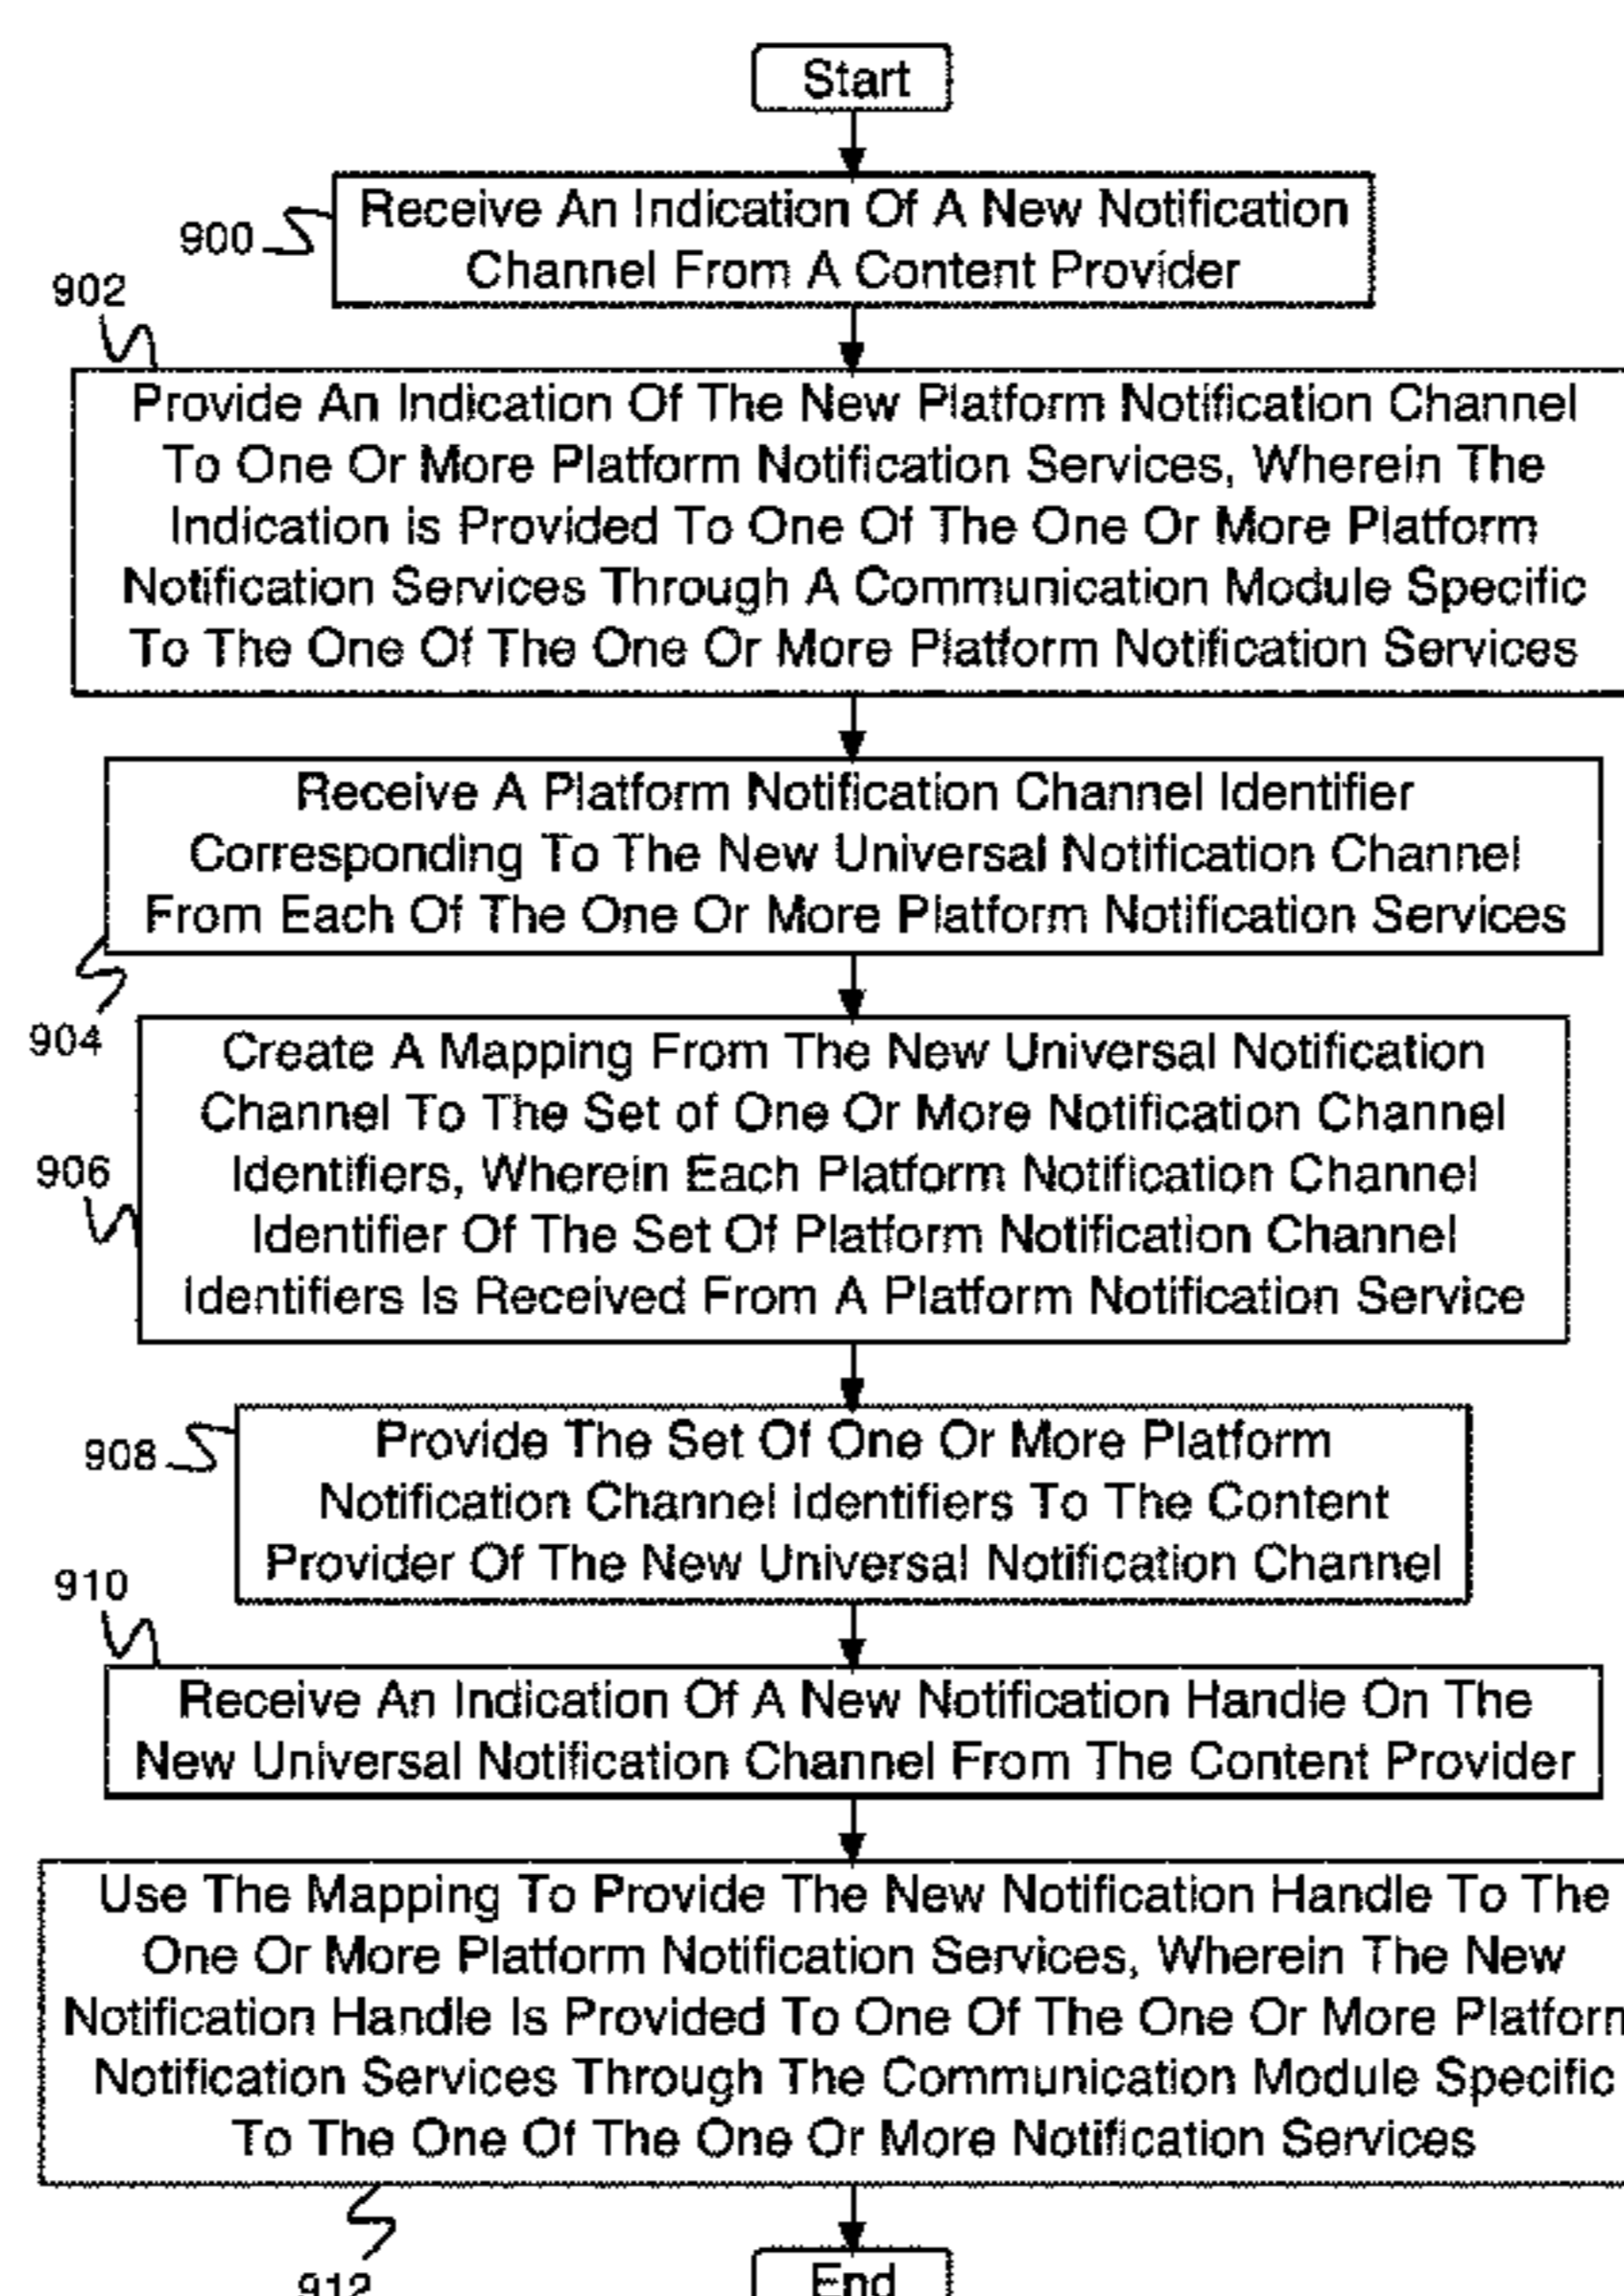 Start
900
Receive An Indication Of A New Notification
Channel From A Content Provider
902
Provide An Indication Of The New Platform Notification Channel
To One Or More Platform Notification Services, Wherein The
Indication is Provided To One Of The One Or More Platform
Notification Services Through A Communication Module Specific
To The One Of The One Or More Platform Notification Services
Receive A Platform Notification Channel Identifier
Corresponding To The New Universal Notification Channel
From Each Of The One Or More Platform Notification Services
904
Create A Mapping From The New Universal Notification
Channel To The Set of One Or More Notification Channel
Identifiers, Wherein Each Platform Notification Channel
Identifier Of The Set Of Platform Notification Channel
Identifiers Is Received From A Platform Notification Service
906
908
Provide The Set Of One Or More Platform
Notification Channel Identifiers To The Content
Provider Of The New Universal Notification Channel
910
Receive An Indication Of A New Notification Handle On The
New Universal Notification Channel From The Content Provider
Use The Mapping To Provide The New Notification Handle To The
One Or More Platform Notification Services, Wherein The New
Notification Handle Is Provided To One Of The One Or More Platform
Notification Services Through The Communication Module Specific
To The One Of The One Or More Notification Services
912
End